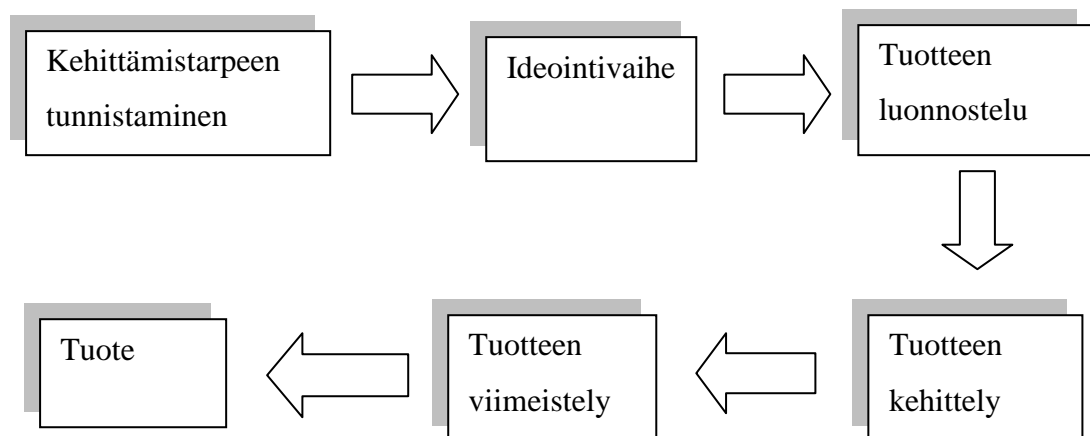 Kehittämistarpeen
tunnistaminen
Ideointivaihe
Tuotteen
luonnostelu
Tuotteen
kehittely
Tuotteen
viimeistely
Tuote